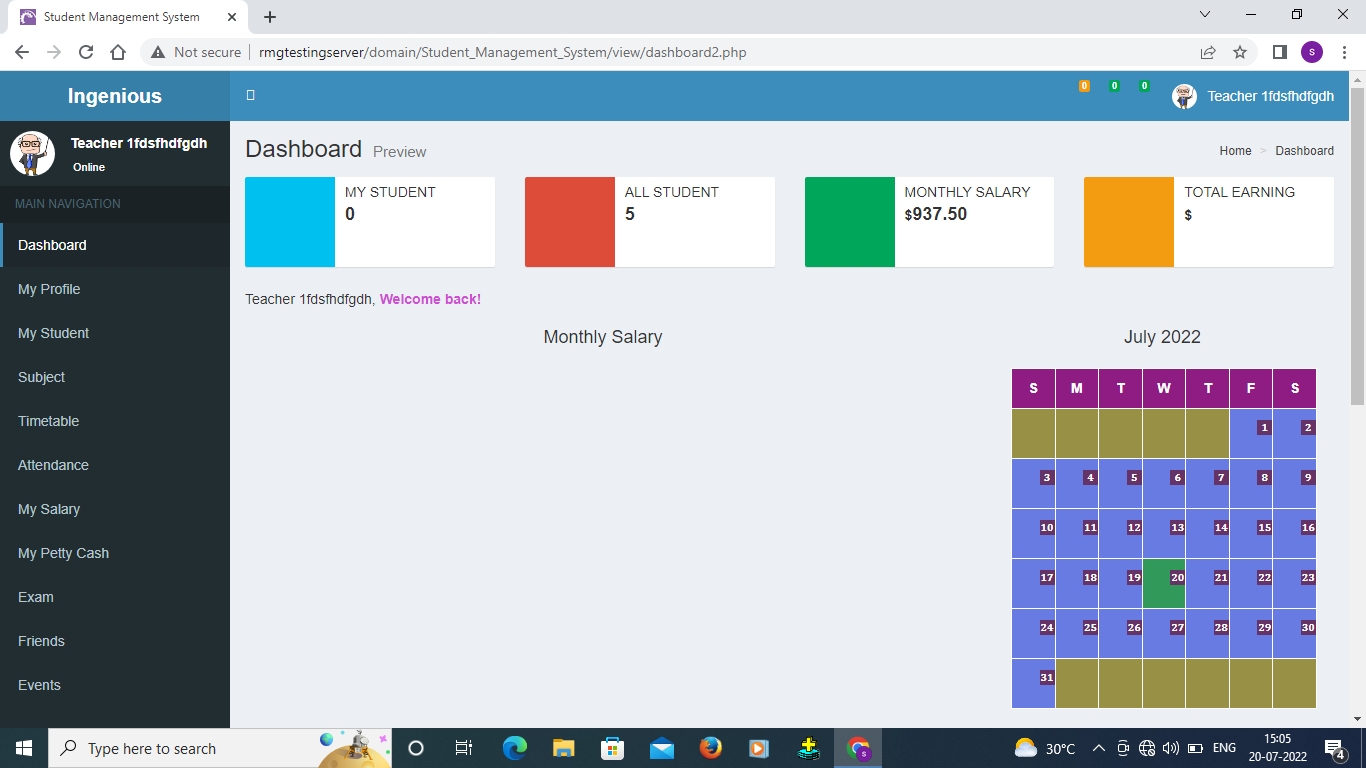 Student Management System
Not secure rmgtestingserver/domain/Student_Management_System/view/dashboard2.php
s
Ingenious
0 0 0 Teacher 1fdsfhdfgdh
Teacher 1fdsfhdfgdh
Online
MAIN NAVIGATION
Dashboard
My Profile
My Student
Subject
Timetable
Attendance
My Salary
My Petty Cash
Exam
Friends
Events
Dashboard Preview
Home > Dashboard
MY STUDENT
0
ALL STUDENT
5
MONTHLY SALARY
$937.50
TOTAL EARNING
$
Teacher 1fdsfhdfgdh, Welcome back!
Monthly Salary
July 2022
S M T W T F S
1 2
3 4 5 6 7 8 9
10 11 12 13 14 15 16
17 18 19 20 21 22 23
24 25 26 27 28 29 30
31
Type here to search
s
30°C
ENG
15:05
20-07-2022
4